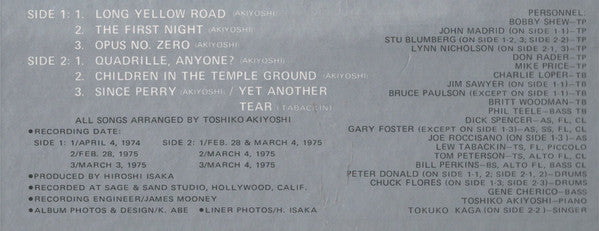 SIDE 1: 1. LONG YELLOW ROAD (AKIYOSHI)
2. THE FIRST NIGHT (AKIYOSHI)
3. OPUS NO. ZERO (AKIYOSHI)
SIDE 2: 1. QUADRILLE, ANYONE? (AKIYOSHI)
2. CHILDREN IN THE TEMPLE GROUND (AKIYOSHI)
3. SINCE PERRY (AKIYOSHI) / YET ANOTHER
TEAR (TABACKIN)
ALL SONGS ARRANGED BY TOSHIKO AKIYOSHI
●RECORDING DATE:
SIDE 1: 1/APRIL 4, 1974 SIDE 2: 1/FEB. 28 & MARCH 4, 1975
2/FEB. 28, 1975 2/MARCH 4, 1975
3/MARCH 3, 1975 3/MARCH 4, 1975
●PRODUCED BY HIROSHI ISAKA
●RECORDED AT SAGE & SAND STUDIO, HOLLYWOOD, CALIF.
●RECORDING ENGINEER/JAMES MOONEY
●ALBUM PHOTOS & DESIGN/K. ABE ●LINER PHOTOS/H. ISAKA
PERSONNEL:
BOBBY SHEW—TP
JOHN MADRID (ON SIDE 1-1)—TP
STU BLUMBERG (ON SIDE 1-2, 3; SIDE 2-2)—TP
LYNN NICHOLSON (ON SIDE 2-1, 3)—TP
DON RADER—TP
MIKE PRICE—TP
CHARLIE LOPER—TB
JIM SAWYER (ON SIDE 1-1)—TB
BRUCE PAULSON (EXCEPT ON SIDE 1-1)—TB
BRITT WOODMAN—TB
PHIL TEELE—BASS TB
DICK SPENCER—AS, FL, CL
GARY FOSTER (EXCEPT ON SIDE 1-3)—AS, SS, FL, CL
JOE ROCCISANO (ON SIDE 1-3)—AS
LEW TABACKIN—TS, FL, PICCOLO
TOM PETERSON—TS, ALTO FL, CL
BILL PERKINS—BS, ALTO FL, BASS CL
PETER DONALD (ON SIDE 1-1, 2, SIDE 2-1, 2)—DRUMS
CHUCK FLORES (ON SIDE 1-3; SIDE 2-3)—DRUMS
GENE CHERICO—BASS
TOSHIKO AKIYOSHI—PIANO
TOKUKO KAGA (ON SIDE 2-2)—SINGER